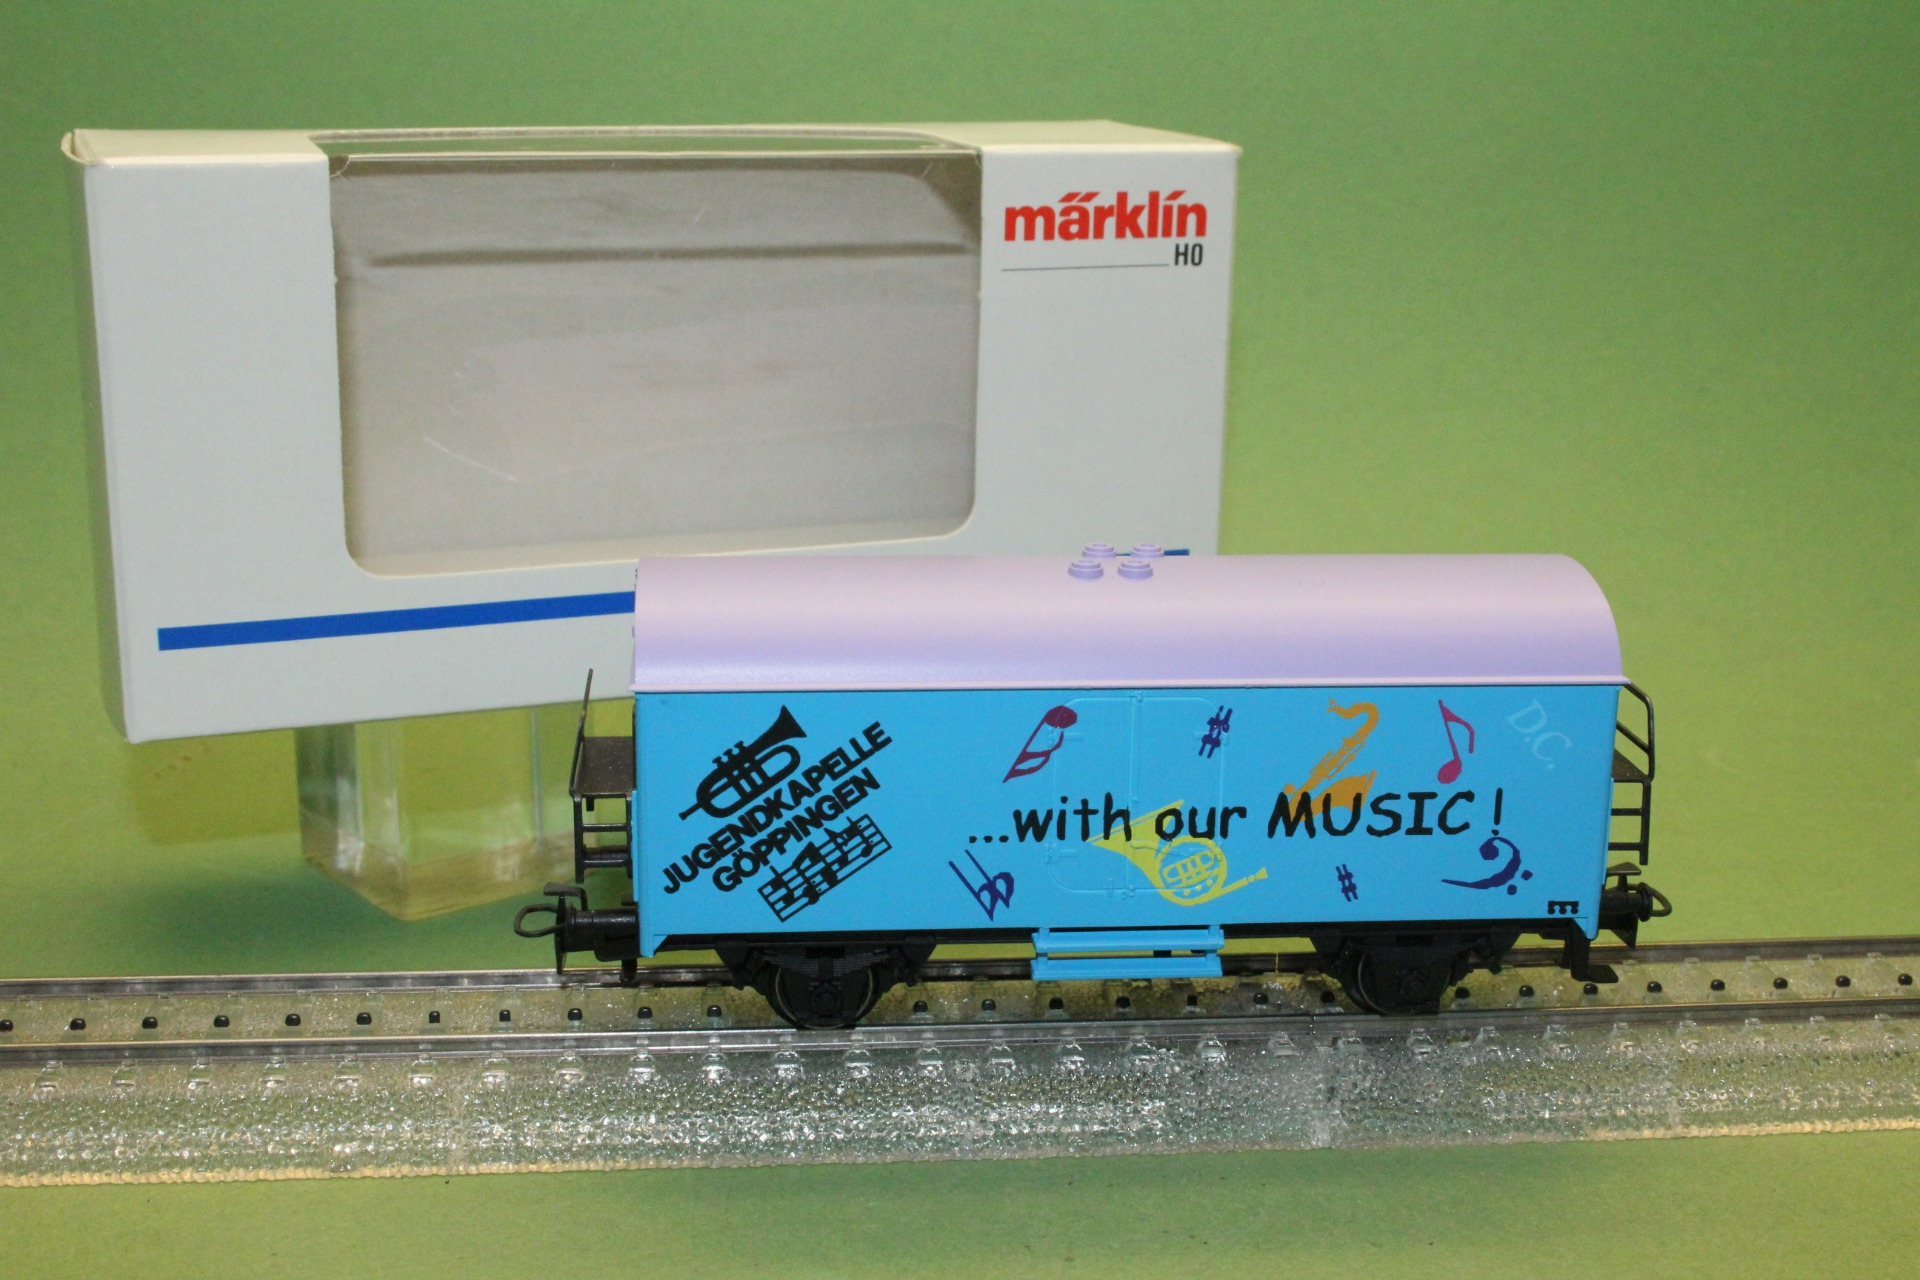 märklin
H0
JUGENDKAPELLE
GÖPPINGEN
...with our MUSIC!
D.C.